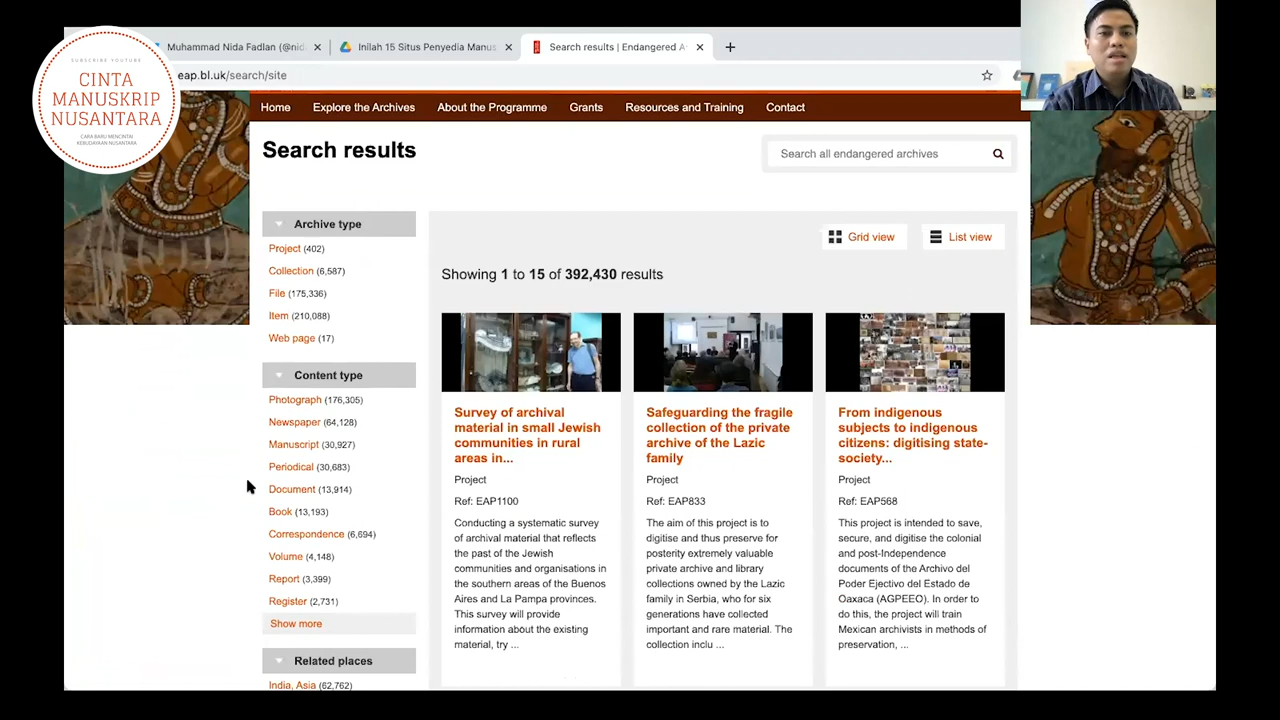 SUBSCRIBE YOUTUBE
CINTA
MANUSKRIP
NUSANTARA
CARA BARU MENCINTAI
KEBUDAYAAN NUSANTARA
Muhammad Nida Fadlan (@nid
Inilah 15 Situs Penyedia Manus
Search results | Endangered A
eap.bl.uk/search/site
Home Explore the Archives About the Programme Grants Resources and Training Contact
Search results
Search all endangered archives
Archive type
Project (402)
Collection (6,587)
File (175,336)
Item (210,088)
Web page (17)
Content type
Photograph (176,305)
Newspaper (64,128)
Manuscript (30,927)
Periodical (30,683)
Document (13,914)
Book (13,193)
Correspondence (6,694)
Volume (4,148)
Report (3,399)
Register (2,731)
Show more
Related places
India, Asia (62,762)
Grid view
List view
Showing 1 to 15 of 392,430 results
Survey of archival
material in small Jewish
communities in rural
areas in...
Project
Ref: EAP1100
Conducting a systematic survey
of archival material that reflects
the past of the Jewish
communities and organisations in
the southern areas of the Buenos
Aires and La Pampa provinces.
This survey will provide
information about the existing
material, try ...
Safeguarding the fragile
collection of the private
archive of the Lazic
family
Project
Ref: EAP833
The aim of this project is to
digitise and thus preserve for
posterity extremely valuable
private archive and library
collections owned by the Lazic
family in Serbia, who for six
generations have collected
important and rare material. The
collection inclu ...
From indigenous
subjects to indigenous
citizens: digitising state-
society...
Project
Ref: EAP568
This project is intended to save,
secure, and digitise the colonial
and post-Independence
documents of the Archivo del
Poder Ejecutivo del Estado de
Oaxaca (AGPEEO). In order to
do this, the project will train
Mexican archivists in methods of
preservation, ...